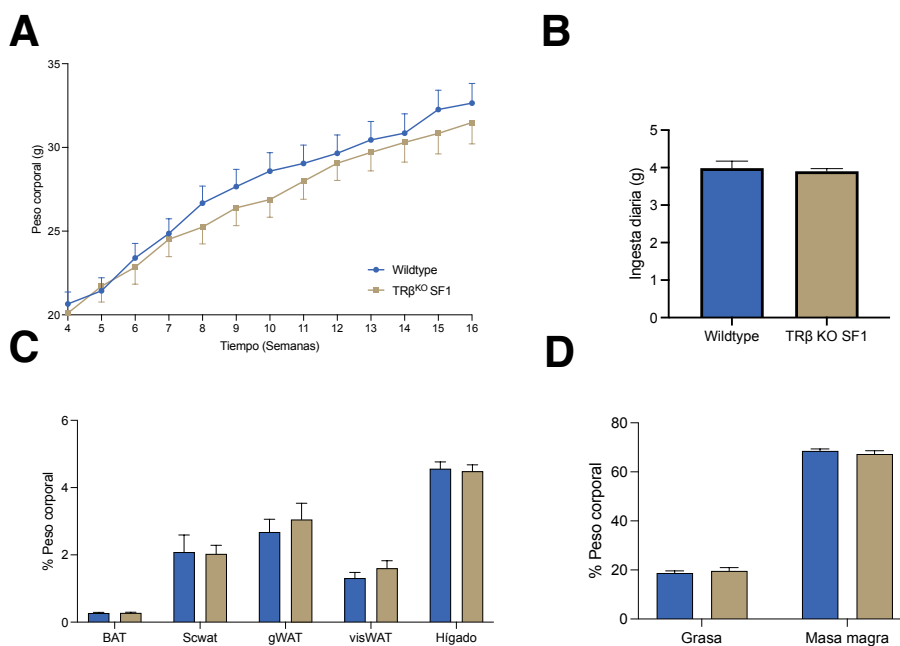 A
Peso corporal (g)
35
30
25
20
4 5 6 7 8 9 10 11 12 13 14 15 16
Tiempo (Semanas)
Wildtype
TRβ^KO SF1
B
Ingesta diaria (g)
5
4
3
2
1
0
Wildtype TRβ KO SF1
C
% Peso corporal
6
4
2
0
BAT Scwat gWAT visWAT Hígado
D
% Peso corporal
80
60
40
20
0
Grasa Masa magra